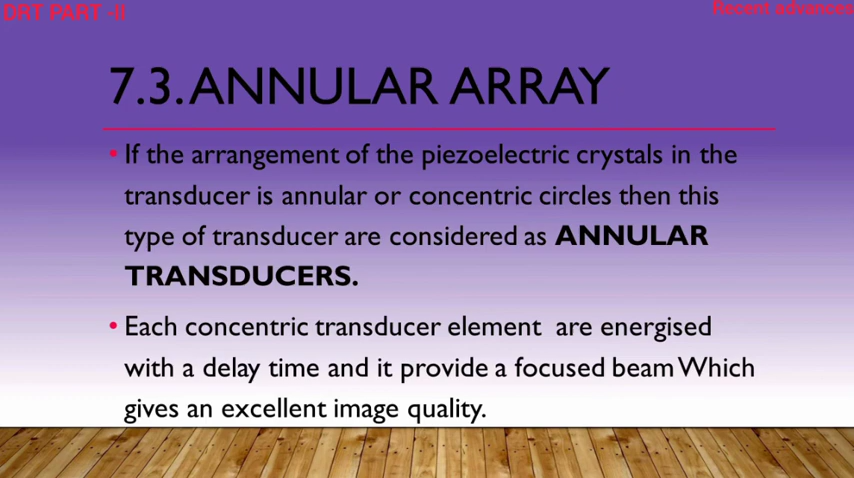 DRT PART -II
Recent advances
7.3. ANNULAR ARRAY
• If the arrangement of the piezoelectric crystals in the
transducer is annular or concentric circles then this
type of transducer are considered as ANNULAR
TRANSDUCERS.
• Each concentric transducer element are energised
with a delay time and it provide a focused beam Which
gives an excellent image quality.